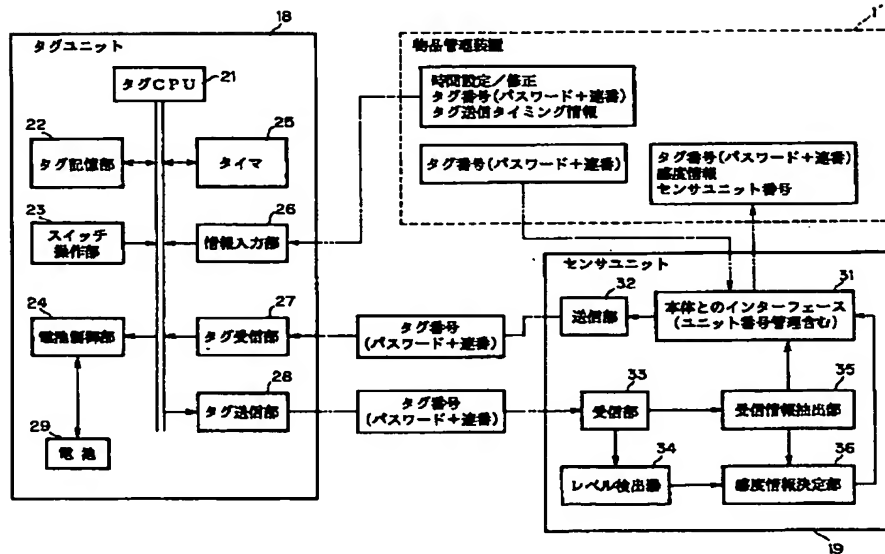 18
タグユニット
タグCPU
21
22
タグ記憶部
25
タイマ
23
スイッチ
操作部
26
情報入力部
24
電池制御部
27
タグ受信部
28
タグ送信部
29
電池
1'
物品管理装置
時間設定/修正
タグ番号(パスワード+連番)
タグ送信タイミング情報
タグ番号(パスワード+連番)
タグ番号(パスワード+連番)
感度情報
センサユニット番号
タグ番号
(パスワード+連番)
タグ番号
(パスワード+連番)
センサユニット
32
送信部
31
本体とのインターフェース
(ユニット番号管理含む)
33
受信部
35
受信情報抽出部
34
レベル検出器
36
感度情報決定部
19